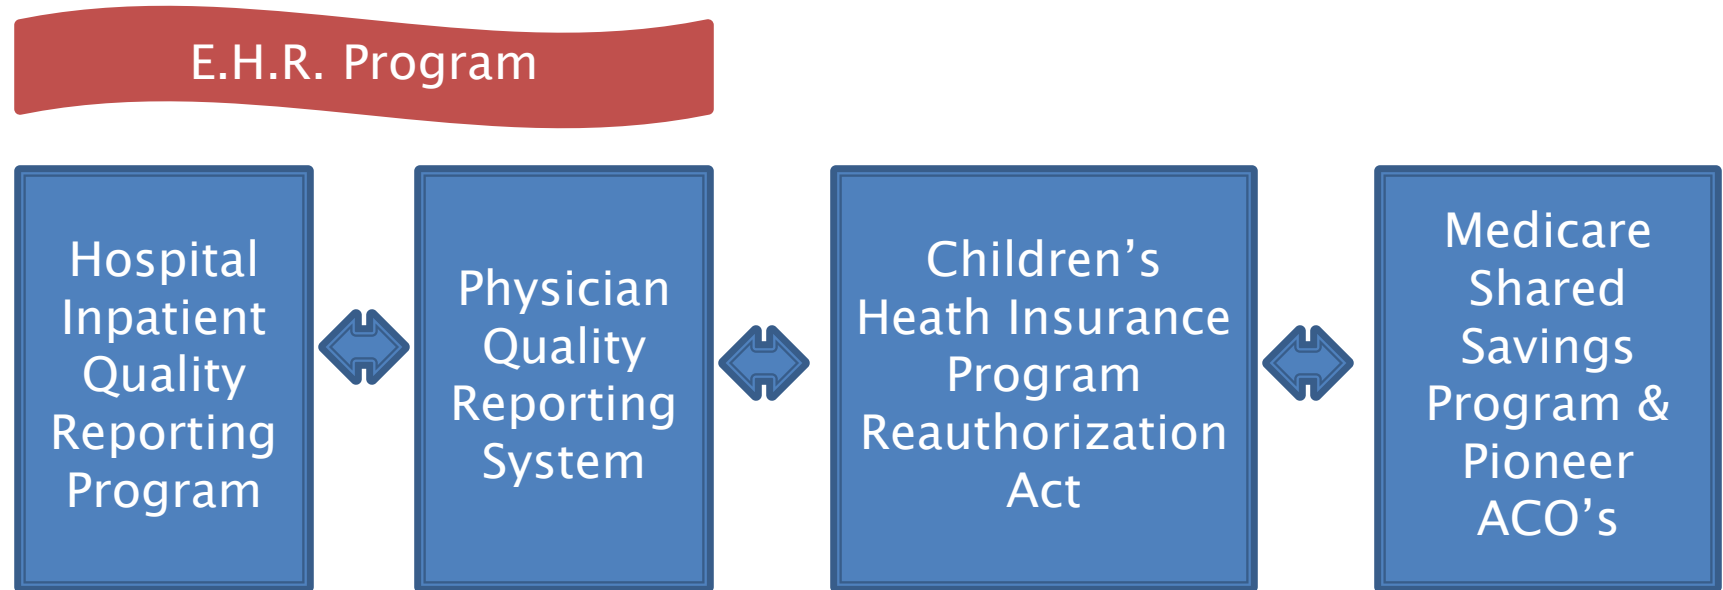 E.H.R. Program
Hospital
Inpatient
Quality
Reporting
Program
Physician
Quality
Reporting
System
Children’s
Heath Insurance
Program
Reauthorization
Act
Medicare
Shared
Savings
Program &
Pioneer
ACO’s